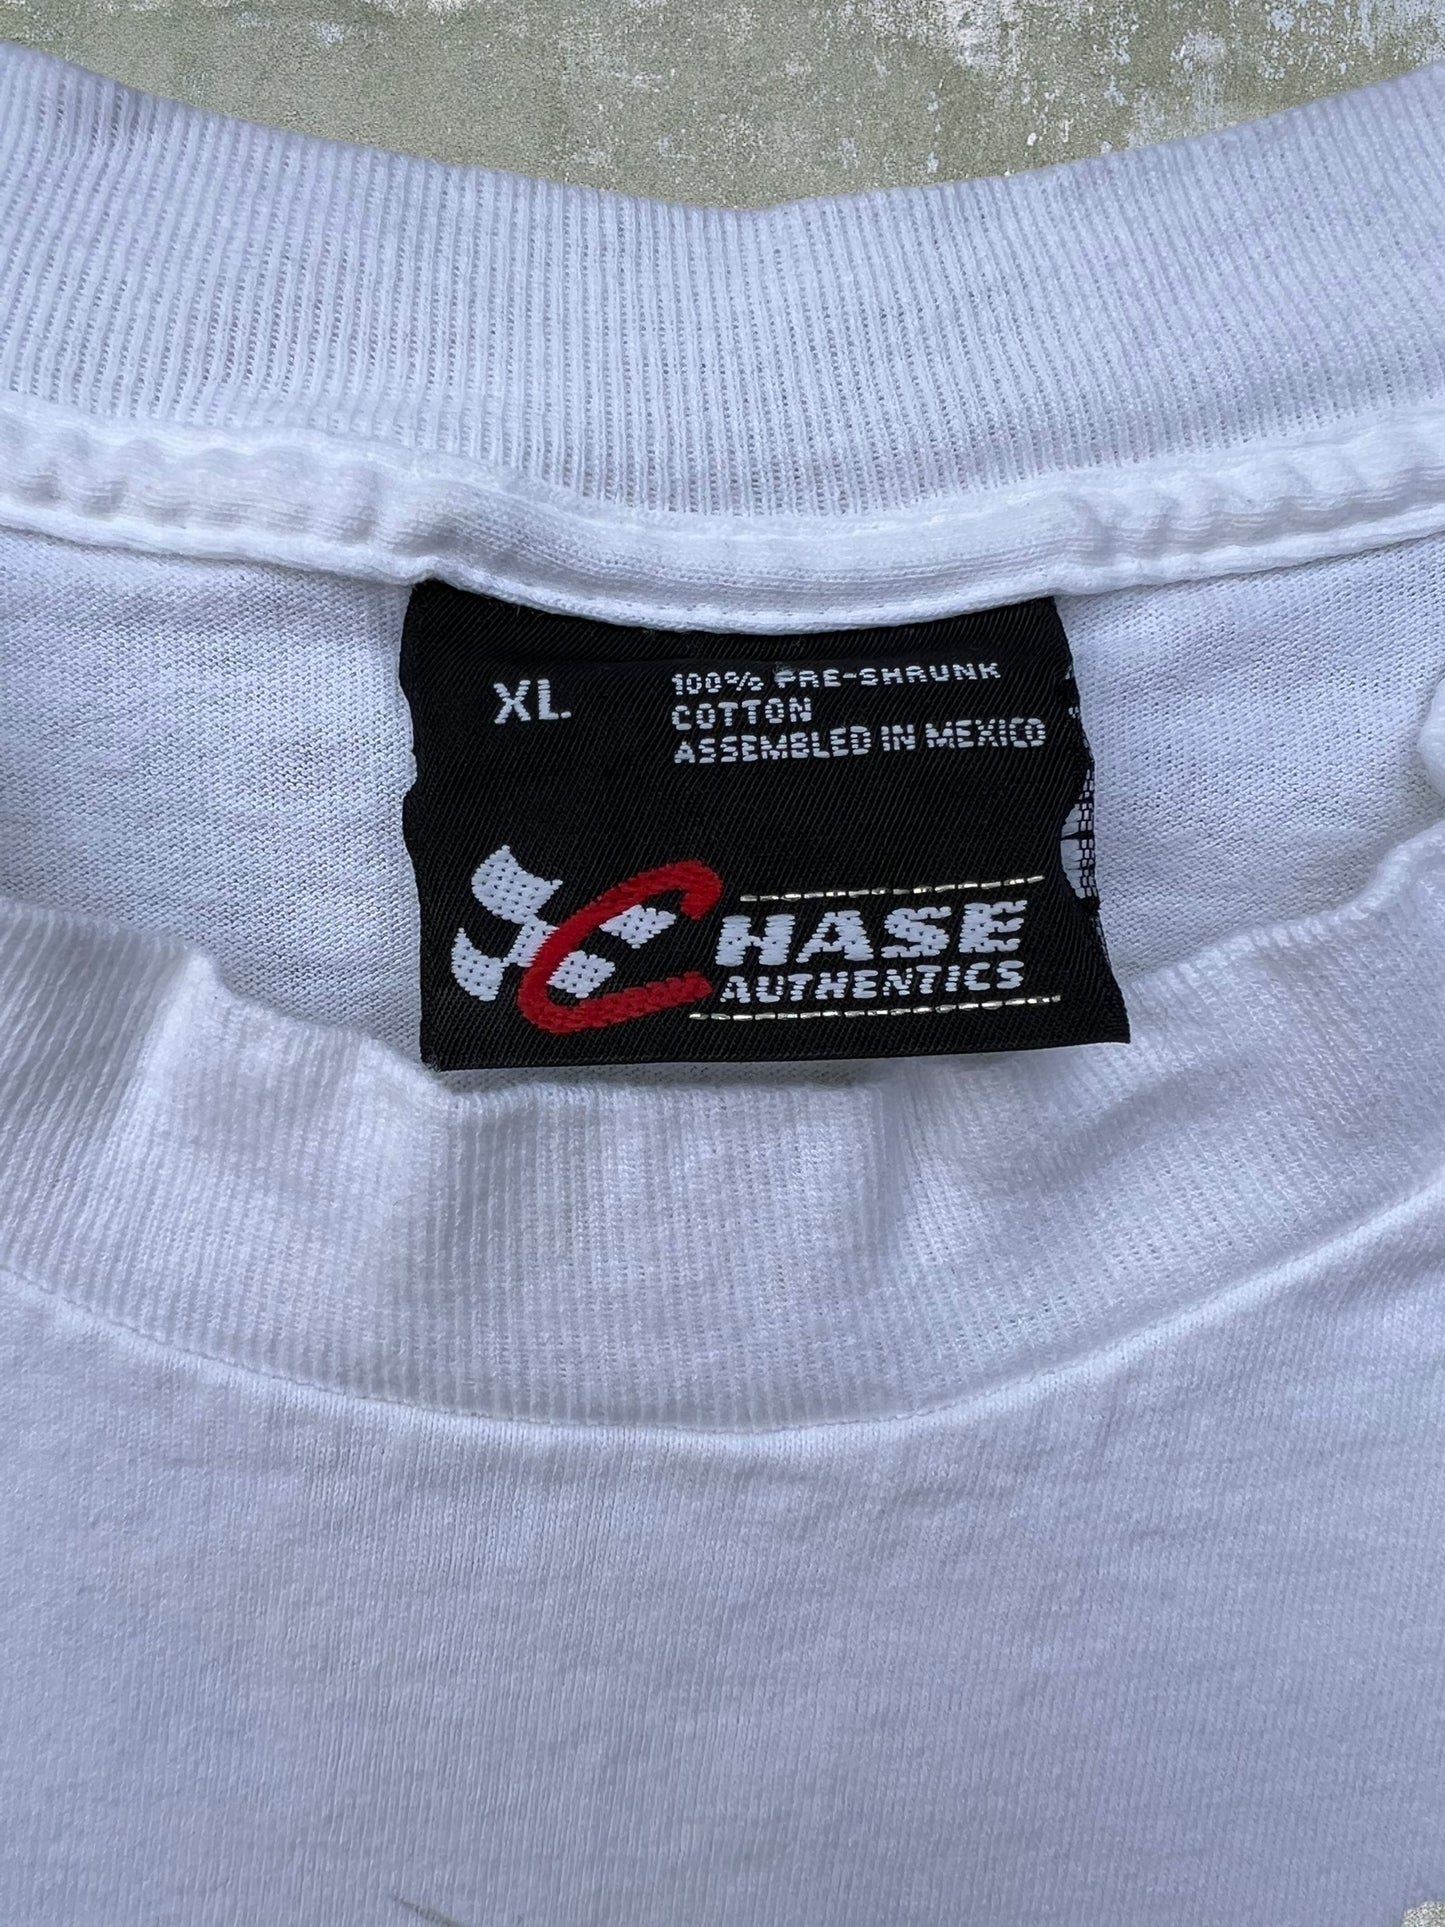 XL
100% PRE-SHRUNK
COTTON
ASSEMBLED IN MEXICO
CHASE
AUTHENTICS